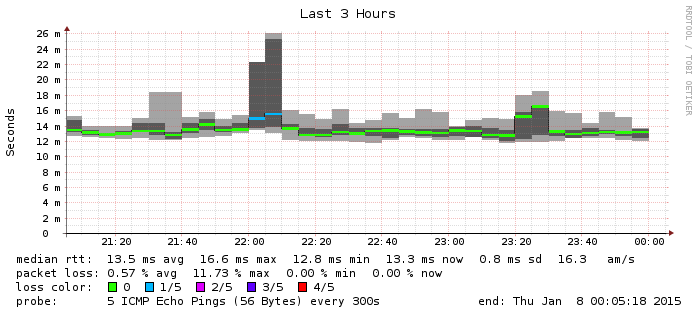 Last 3 Hours
RRDTOOL / TOBI OETIKER
Seconds
26 m
24 m
22 m
20 m
18 m
16 m
14 m
12 m
10 m
8 m
6 m
4 m
2 m
0
21:20 21:40 22:00 22:20 22:40 23:00 23:20 23:40 00:00
median rtt: 13.5 ms avg 16.6 ms max 12.8 ms min 13.3 ms now 0.8 ms sd 16.3 am/s
packet loss: 0.57 % avg 11.73 % max 0.00 % min 0.00 % now
loss color: 0 1/5 2/5 3/5 4/5
probe: 5 ICMP Echo Pings (56 Bytes) every 300s end: Thu Jan 8 00:05:18 2015